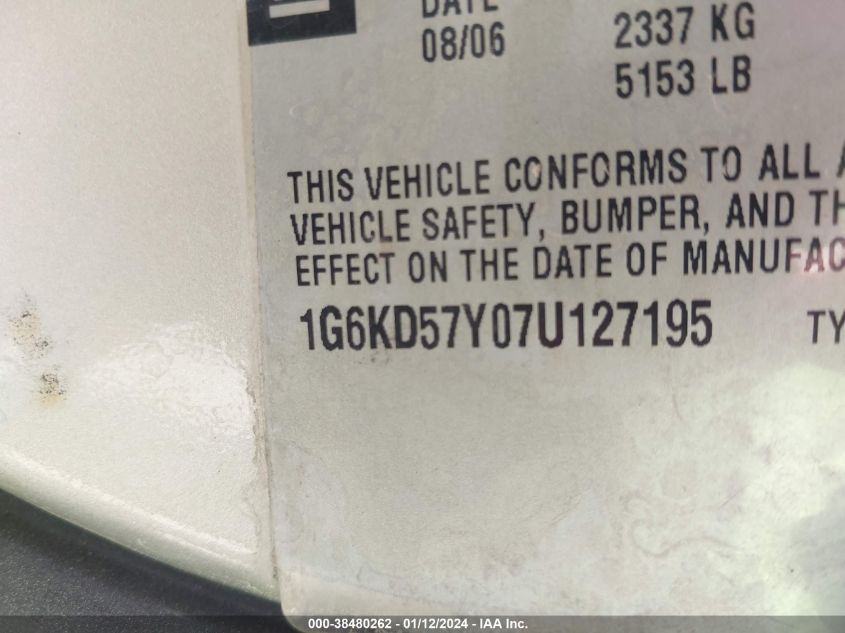 DATE
08/06
2337 KG
5153 LB
THIS VEHICLE CONFORMS TO ALL A
VEHICLE SAFETY, BUMPER, AND TH
EFFECT ON THE DATE OF MANUFAC
1G6KD57Y07U127195 TY
000-38480262 - 01/12/2024 - IAA Inc.